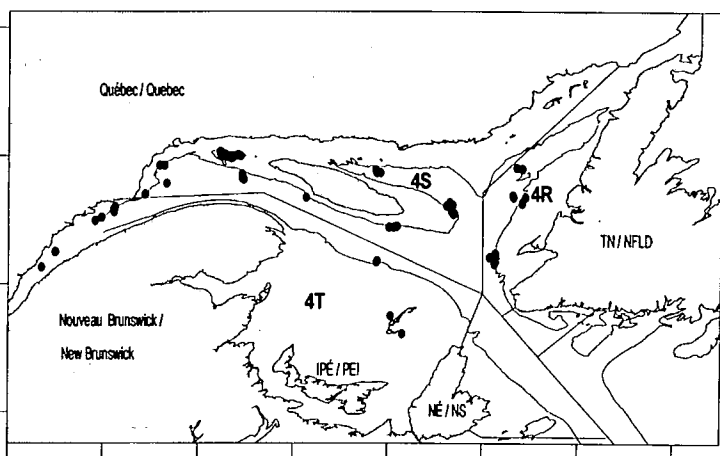 Québec / Quebec
4S
4R
TN / NFLD
4T
Nouveau Brunswick /
New Brunswick
IPÉ / PEI
NÉ / NS